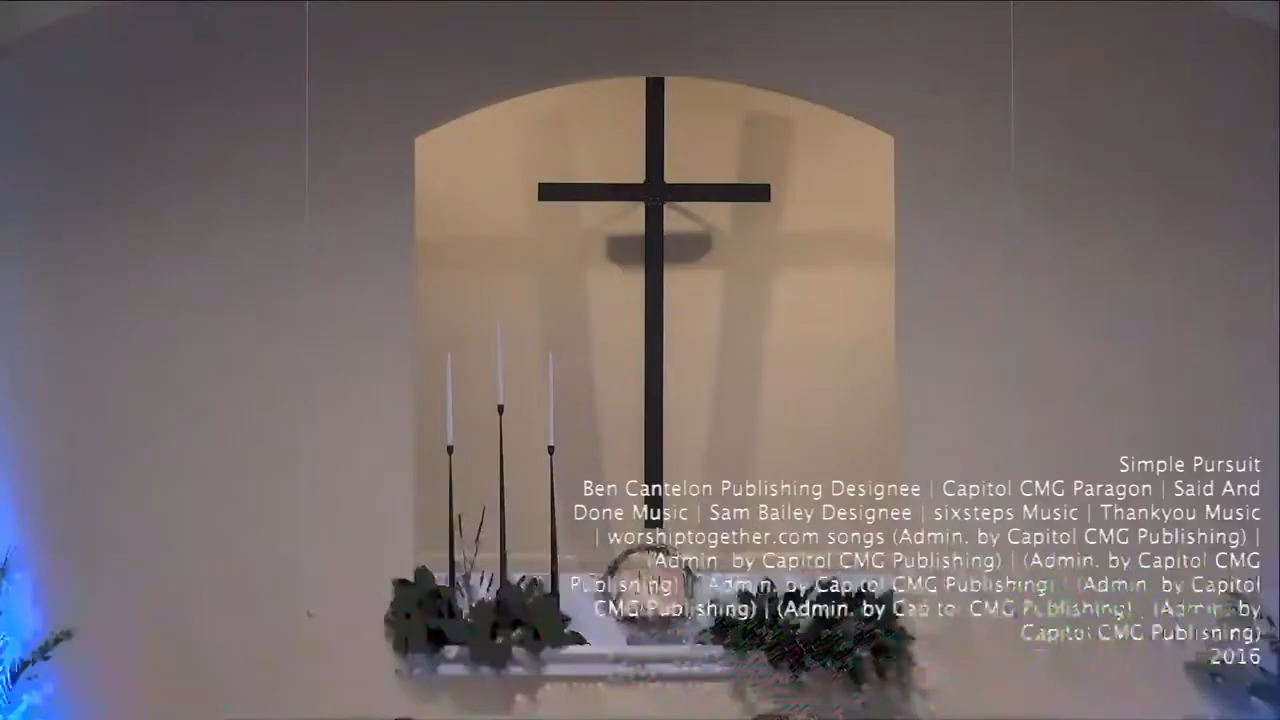 Simple Pursuit
Ben Cantelon Publishing Designee | Capitol CMG Paragon | Said And
Done Music | Sam Bailey Designee | sixsteps Music | Thankyou Music
| worshiptogether.com songs (Admin. by Capitol CMG Publishing) |
(Admin. by Capitol CMG Publishing) | (Admin. by Capitol CMG
Publishing) | (Admin. by Capitol CMG Publishing) | (Admin. by Capitol
CMG Publishing) | (Admin. by Capitol CMG Publishing) | (Admin. by
Capitol CMG Publishing)
2016